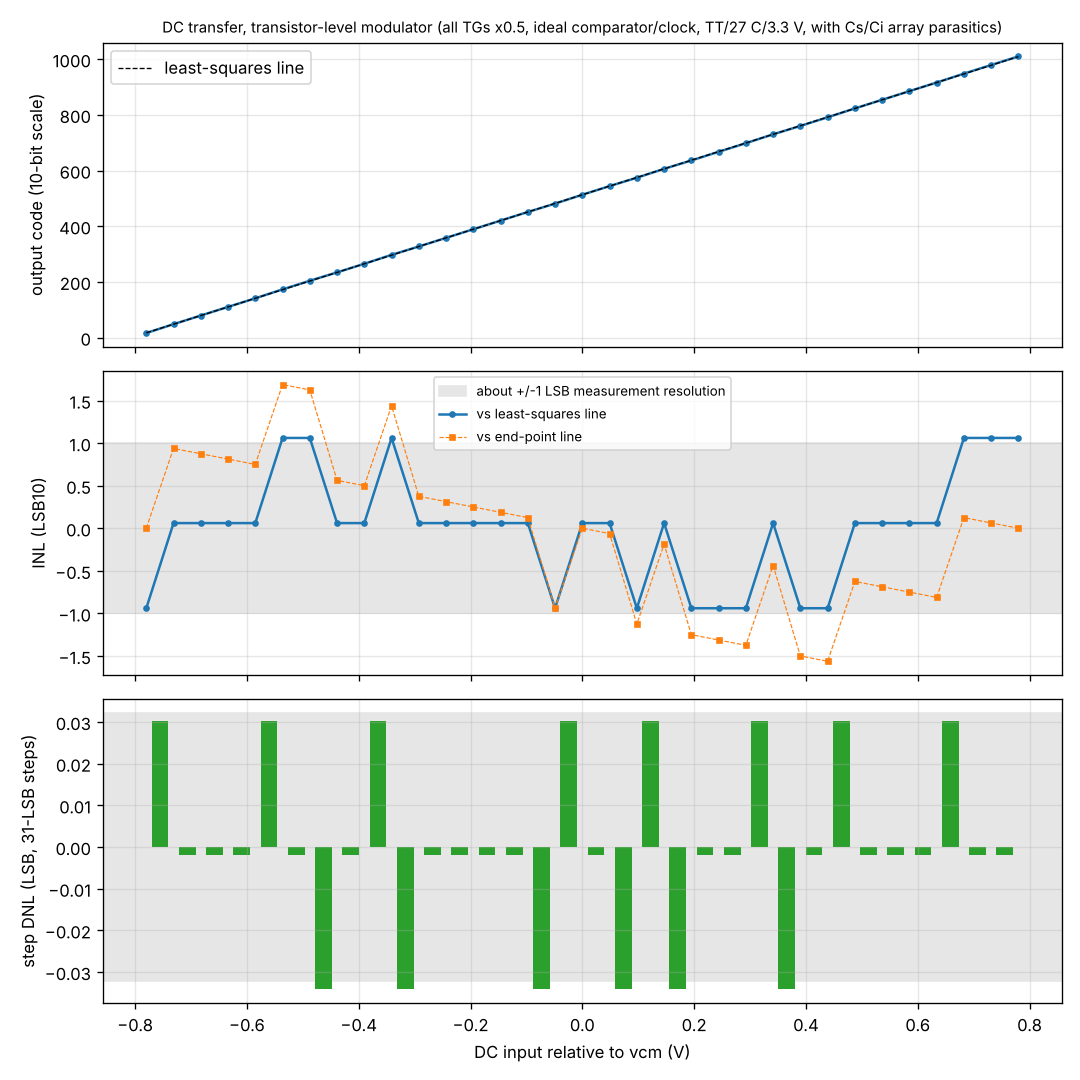 DC transfer, transistor-level modulator (all TGs x0.5, ideal comparator/clock, TT/27 C/3.3 V, with Cs/Ci array parasitics)
least-squares line
output code (10-bit scale)
1000
800
600
400
200
0
about +/-1 LSB measurement resolution
vs least-squares line
vs end-point line
INL (LSB10)
1.5
1.0
0.5
0.0
−0.5
−1.0
−1.5
step DNL (LSB, 31-LSB steps)
0.03
0.02
0.01
0.00
−0.01
−0.02
−0.03
−0.8 −0.6 −0.4 −0.2 0.0 0.2 0.4 0.6 0.8
DC input relative to vcm (V)